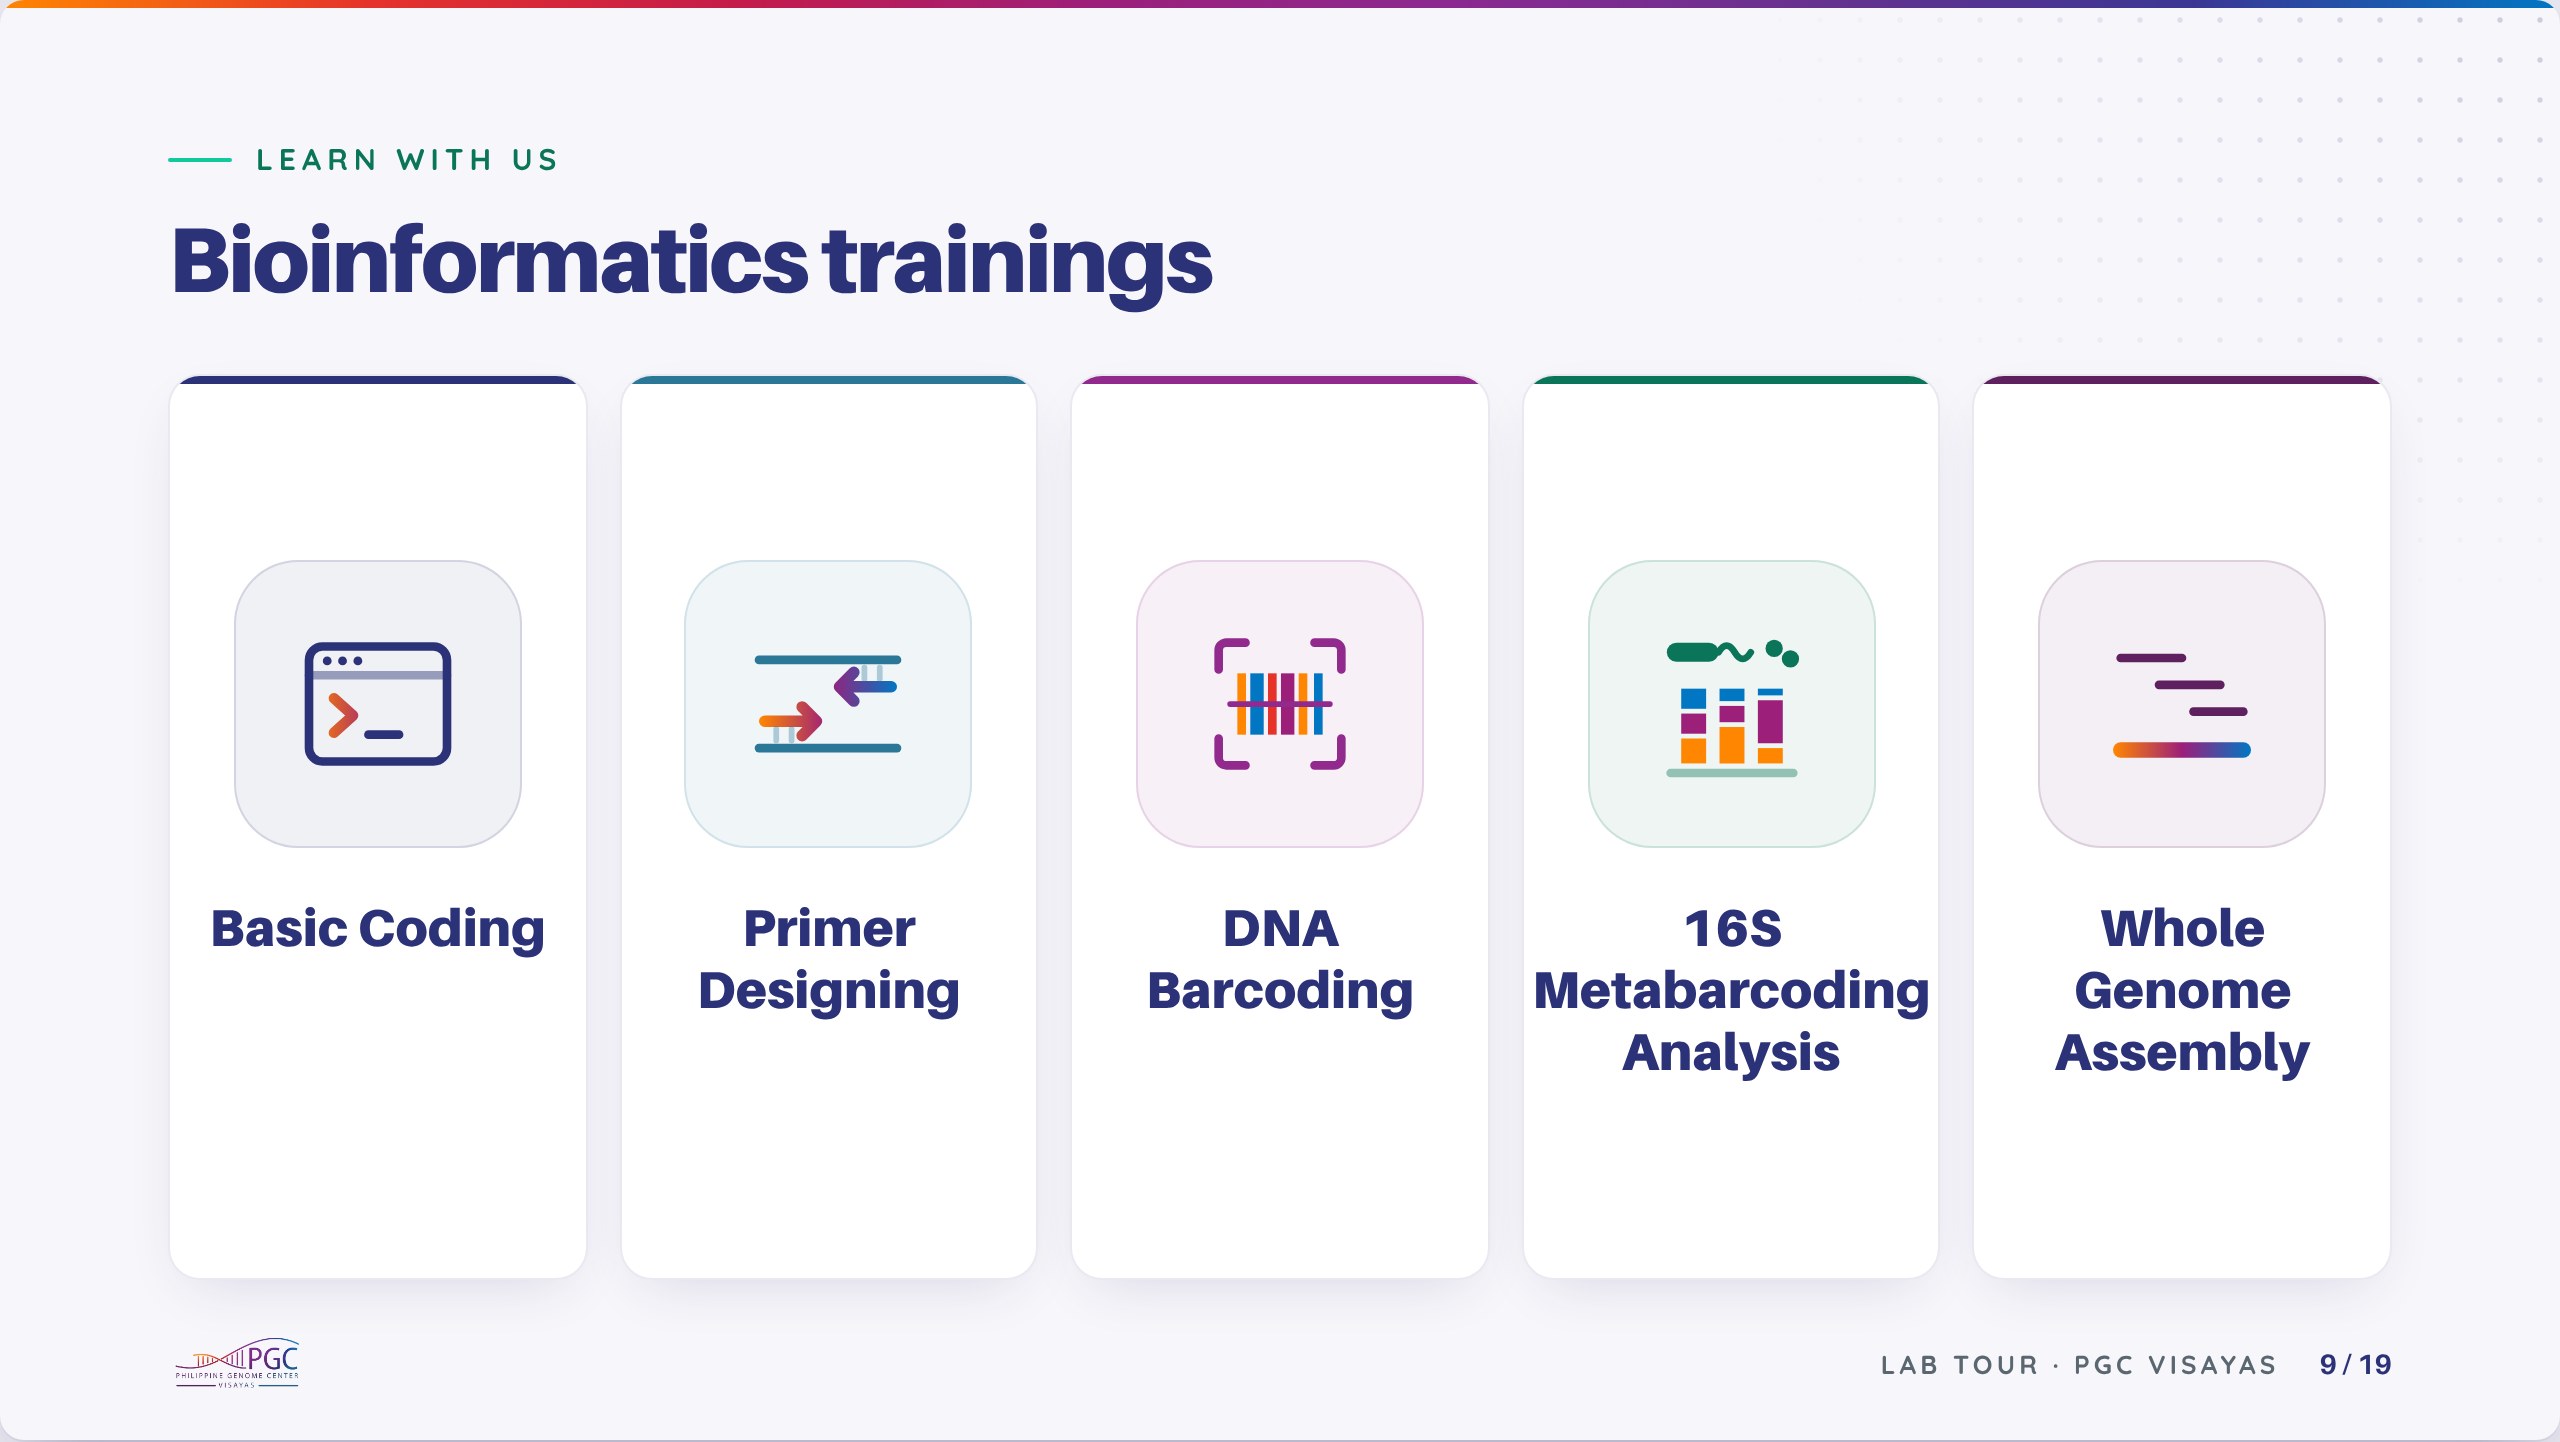 LEARN WITH US
Bioinformatics trainings
Basic Coding
Primer
Designing
DNA
Barcoding
16S
Metabarcoding
Analysis
Whole
Genome
Assembly
PGC
PHILIPPINE GENOME CENTER
VISAYAS
LAB TOUR · PGC VISAYAS 9 / 19